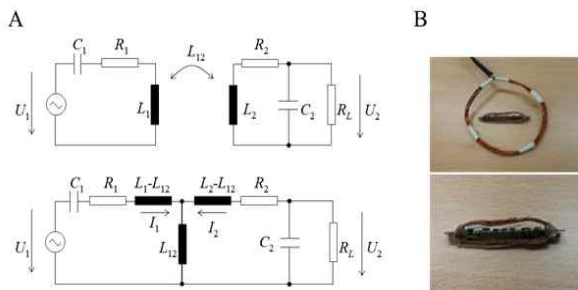 A
B
C1 R1 L12 R2
U1 L1 L2 C2 RL U2
C1 R1 L1-L12 L2-L12 R2
I1 I2
U1 L12 C2 RL U2